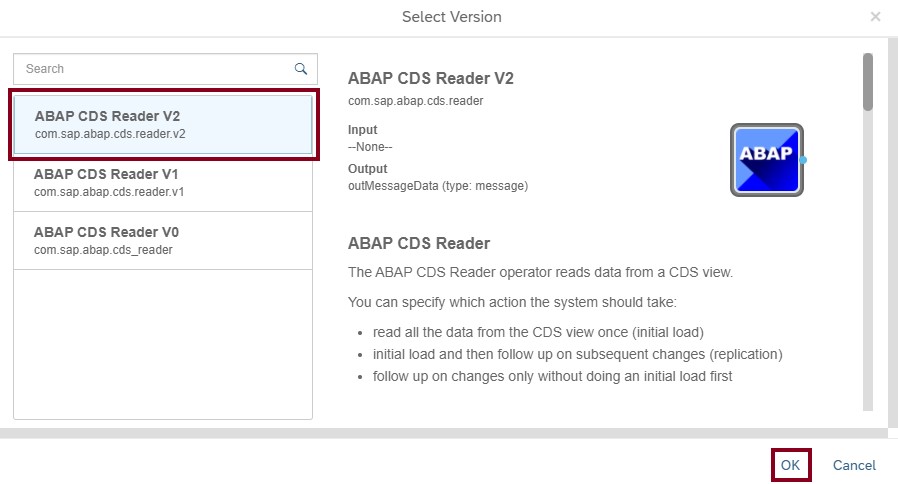 Select Version
×
Search
ABAP CDS Reader V2
com.sap.abap.cds.reader.v2
ABAP CDS Reader V1
com.sap.abap.cds.reader.v1
ABAP CDS Reader V0
com.sap.abap.cds_reader
ABAP CDS Reader V2
com.sap.abap.cds.reader
Input
--None--
Output
outMessageData (type: message)
ABAP
ABAP CDS Reader
The ABAP CDS Reader operator reads data from a CDS view.
You can specify which action the system should take:
• read all the data from the CDS view once (initial load)
• initial load and then follow up on subsequent changes (replication)
• follow up on changes only without doing an initial load first
OK
Cancel